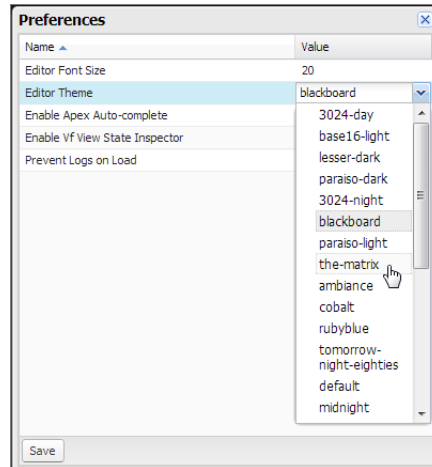 Preferences
Name Value
Editor Font Size 20
Editor Theme blackboard
Enable Apex Auto-complete
Enable Vf View State Inspector
Prevent Logs on Load
3024-day
base16-light
lesser-dark
paraiso-dark
3024-night
blackboard
paraiso-light
the-matrix
ambiance
cobalt
rubyblue
tomorrow-
night-eighties
default
midnight
Save